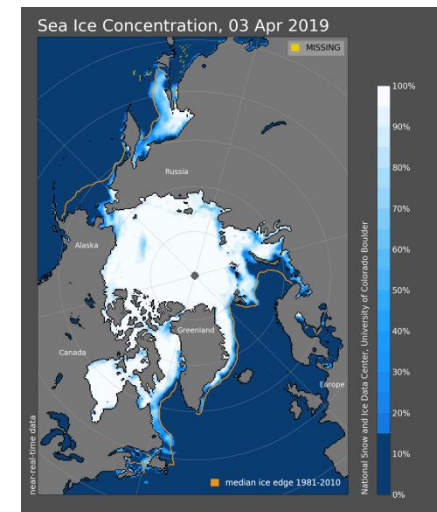 Sea Ice Concentration, 03 Apr 2019
MISSING
100%
90%
80%
70%
60%
50%
40%
30%
20%
10%
0%
Russia
Alaska
Greenland
Canada
Europe
median ice edge 1981-2010
near-real-time data
National Snow and Ice Data Center, University of Colorado Boulder